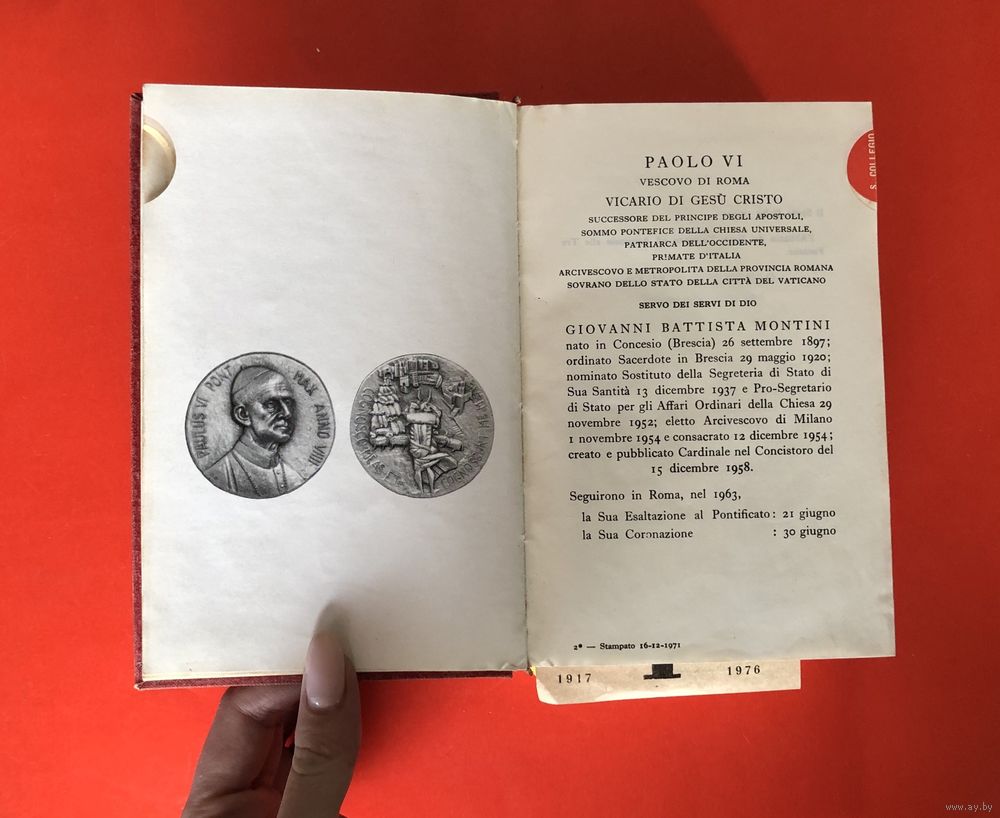 PAULUS VI PONT MAX ANNO VIII
PAOLO VI
VESCOVO DI ROMA
VICARIO DI GESÙ CRISTO
SUCCESSORE DEL PRINCIPE DEGLI APOSTOLI,
SOMMO PONTEFICE DELLA CHIESA UNIVERSALE,
PATRIARCA DELL'OCCIDENTE,
PRIMATE D'ITALIA
ARCIVESCOVO E METROPOLITA DELLA PROVINCIA ROMANA
SOVRANO DELLO STATO DELLA CITTÀ DEL VATICANO
SERVO DEI SERVI DI DIO
GIOVANNI BATTISTA MONTINI
nato in Concesio (Brescia) 26 settembre 1897;
ordinato Sacerdote in Brescia 29 maggio 1920;
nominato Sostituto della Segreteria di Stato di
Sua Santità 13 dicembre 1937 e Pro-Segretario
di Stato per gli Affari Ordinari della Chiesa 29
novembre 1952; eletto Arcivescovo di Milano
1 novembre 1954 e consacrato 12 dicembre 1954;
creato e pubblicato Cardinale nel Concistoro del
15 dicembre 1958.
Seguirono in Roma, nel 1963,
la Sua Esaltazione al Pontificato: 21 giugno
la Sua Coronazione : 30 giugno
2* — Stampato 16-12-1971
S. COLLEGIO
1917 1976
www.ay.by